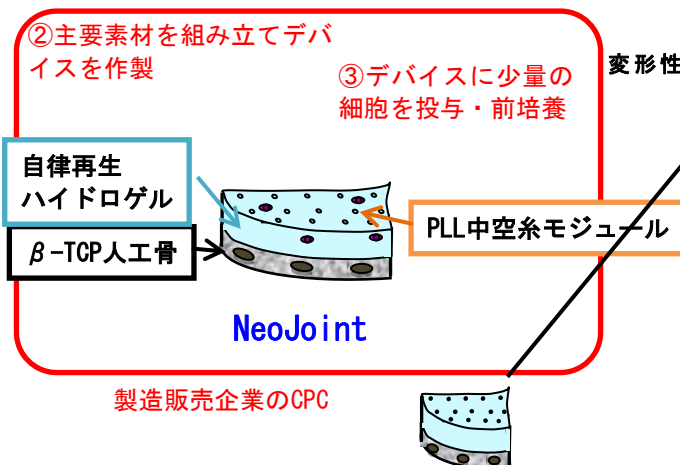 ②主要素材を組み立てデバ
イスを作製
③デバイスに少量の
細胞を投与・前培養
変形性
自律再生
ハイドロゲル
β-TCP人工骨
PLL中空糸モジュール
NeoJoint
製造販売企業のCPC